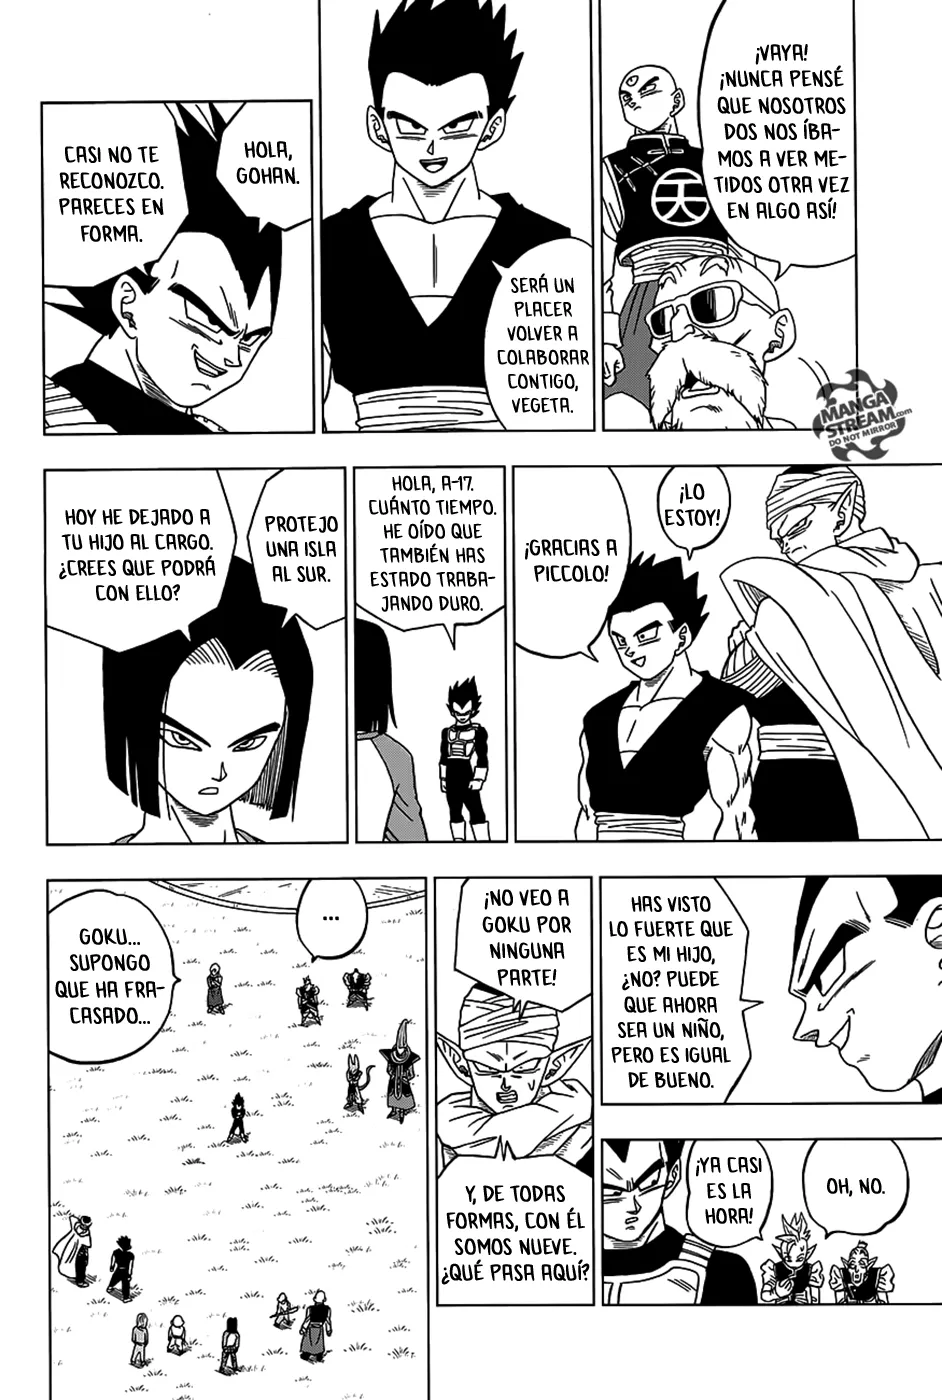 ¡VAYA!
¡NUNCA PENSÉ
QUE NOSOTROS
DOS NOS ÍBA-
MOS A VER ME-
TIDOS OTRA VEZ
EN ALGO ASÍ!
天
MANGA
STREAM.com
DO NOT MIRROR
SERÁ UN
PLACER
VOLVER A
COLABORAR
CONTIGO,
VEGETA.
HOLA,
GOHAN.
CASI NO TE
RECONOZCO.
PARECES EN
FORMA.
¡LO
ESTOY!
¡GRACIAS A
PICCOLO!
HOLA, A-17.
CUÁNTO TIEMPO.
HE OÍDO QUE
TAMBIÉN HAS
ESTADO TRABA-
JANDO DURO.
PROTEJO
UNA ISLA
AL SUR.
HOY HE DEJADO A
TU HIJO AL CARGO.
¿CREES QUE PODRÁ
CON ELLO?
HAS VISTO
LO FUERTE QUE
ES MI HIJO,
¿NO? PUEDE
QUE AHORA
SEA UN NIÑO,
PERO ES IGUAL
DE BUENO.
OH, NO.
¡YA CASI
ES LA
HORA!
¡NO VEO A
GOKU POR
NINGUNA
PARTE!
Y, DE TODAS
FORMAS, CON ÉL
SOMOS NUEVE.
¿QUÉ PASA AQUÍ?
...
GOKU...
SUPONGO
QUE HA FRA-
CASADO...